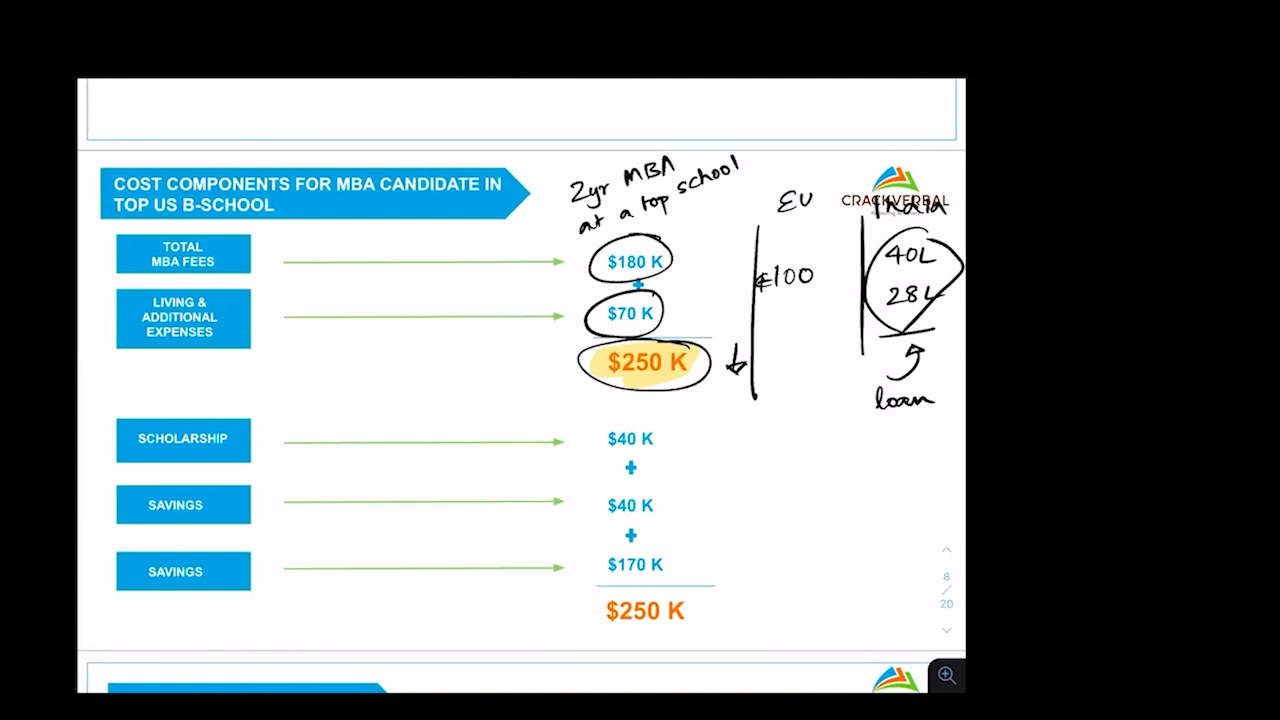 COST COMPONENTS FOR MBA CANDIDATE IN
TOP US B-SCHOOL
2yr MBA
at a top school
EU
CRACKVERBAL
India
TOTAL
MBA FEES
$180 K
+
€100
40L
28L
LIVING &
ADDITIONAL
EXPENSES
$70 K
$250 K
loan
SCHOLARSHIP
$40 K
+
SAVINGS
$40 K
+
SAVINGS
$170 K
$250 K
8
/
20